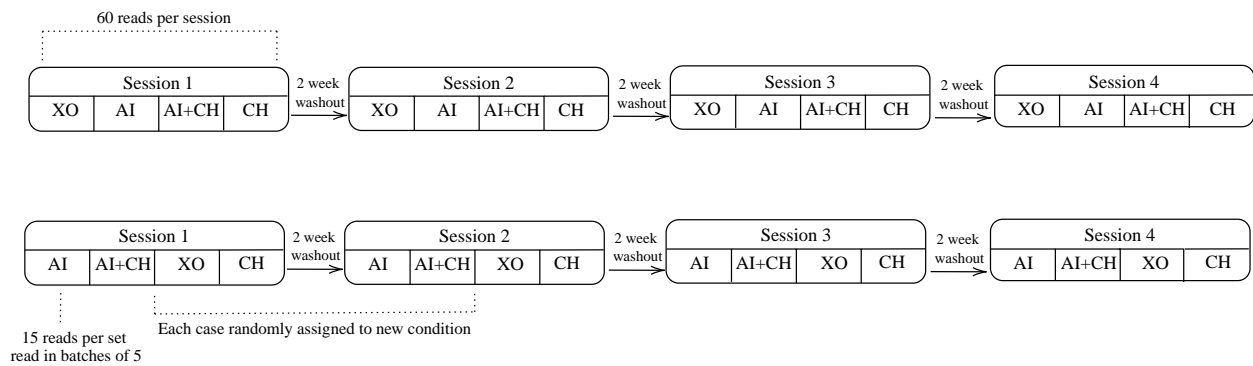 60 reads per session
Session 1
XO AI AI+CH CH
2 week
washout
Session 2
XO AI AI+CH CH
2 week
washout
Session 3
XO AI AI+CH CH
2 week
washout
Session 4
XO AI AI+CH CH
Session 1
AI AI+CH XO CH
2 week
washout
Session 2
AI AI+CH XO CH
2 week
washout
Session 3
AI AI+CH XO CH
2 week
washout
Session 4
AI AI+CH XO CH
15 reads per set
read in batches of 5
Each case randomly assigned to new condition